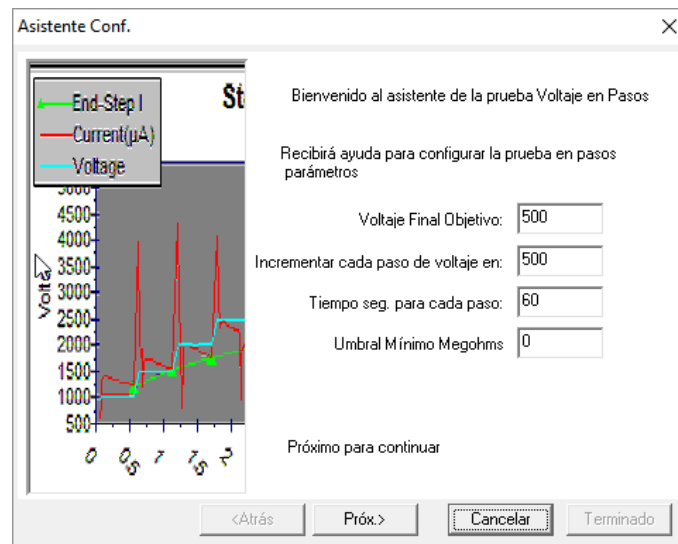 Asistente Conf.
End-Step I
Current(µA)
Voltage
St
4500
4000
3500
3000
2500
2000
1500
1000
500
0
0,5
1
1,5
2
Bienvenido al asistente de la prueba Voltaje en Pasos
Recibirá ayuda para configurar la prueba en pasos
parámetros
Voltaje Final Objetivo: 500
Incrementar cada paso de voltaje en: 500
Tiempo seg. para cada paso: 60
Umbral Mínimo Megohms 0
Próximo para continuar
<Atrás Próx.> Cancelar Terminado